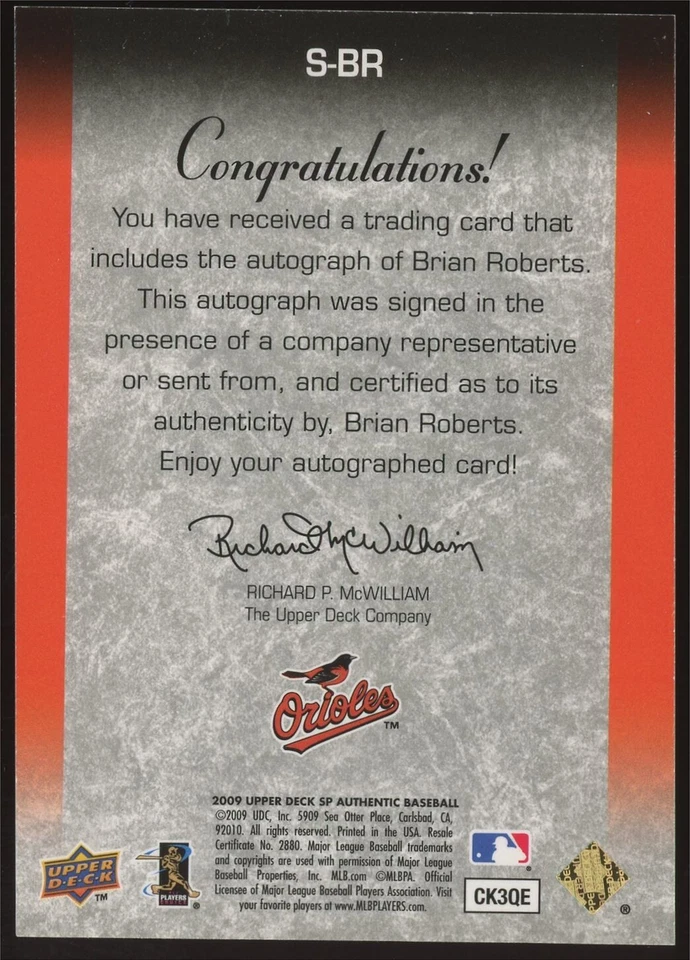 S-BR
Congratulations!
You have received a trading card that
includes the autograph of Brian Roberts.
This autograph was signed in the
presence of a company representative
or sent from, and certified as to its
authenticity by, Brian Roberts.
Enjoy your autographed card!
Richard P McWilliam
RICHARD P. McWILLIAM
The Upper Deck Company
Orioles TM
2009 UPPER DECK SP AUTHENTIC BASEBALL
©2009 UDC, Inc. 5909 Sea Otter Place, Carlsbad, CA,
92010. All rights reserved. Printed in the USA. Resale
Certificate No. 2880. Major League Baseball trademarks
and copyrights are used with permission of Major League
Baseball Properties, Inc. MLB.com ©MLBPA. Official
Licensee of Major League Baseball Players Association. Visit
your favorite players at www.MLBPLAYERS.com.
UPPER
D·E·C·K
TM
PLAYERS
®
®
CK3QE
®